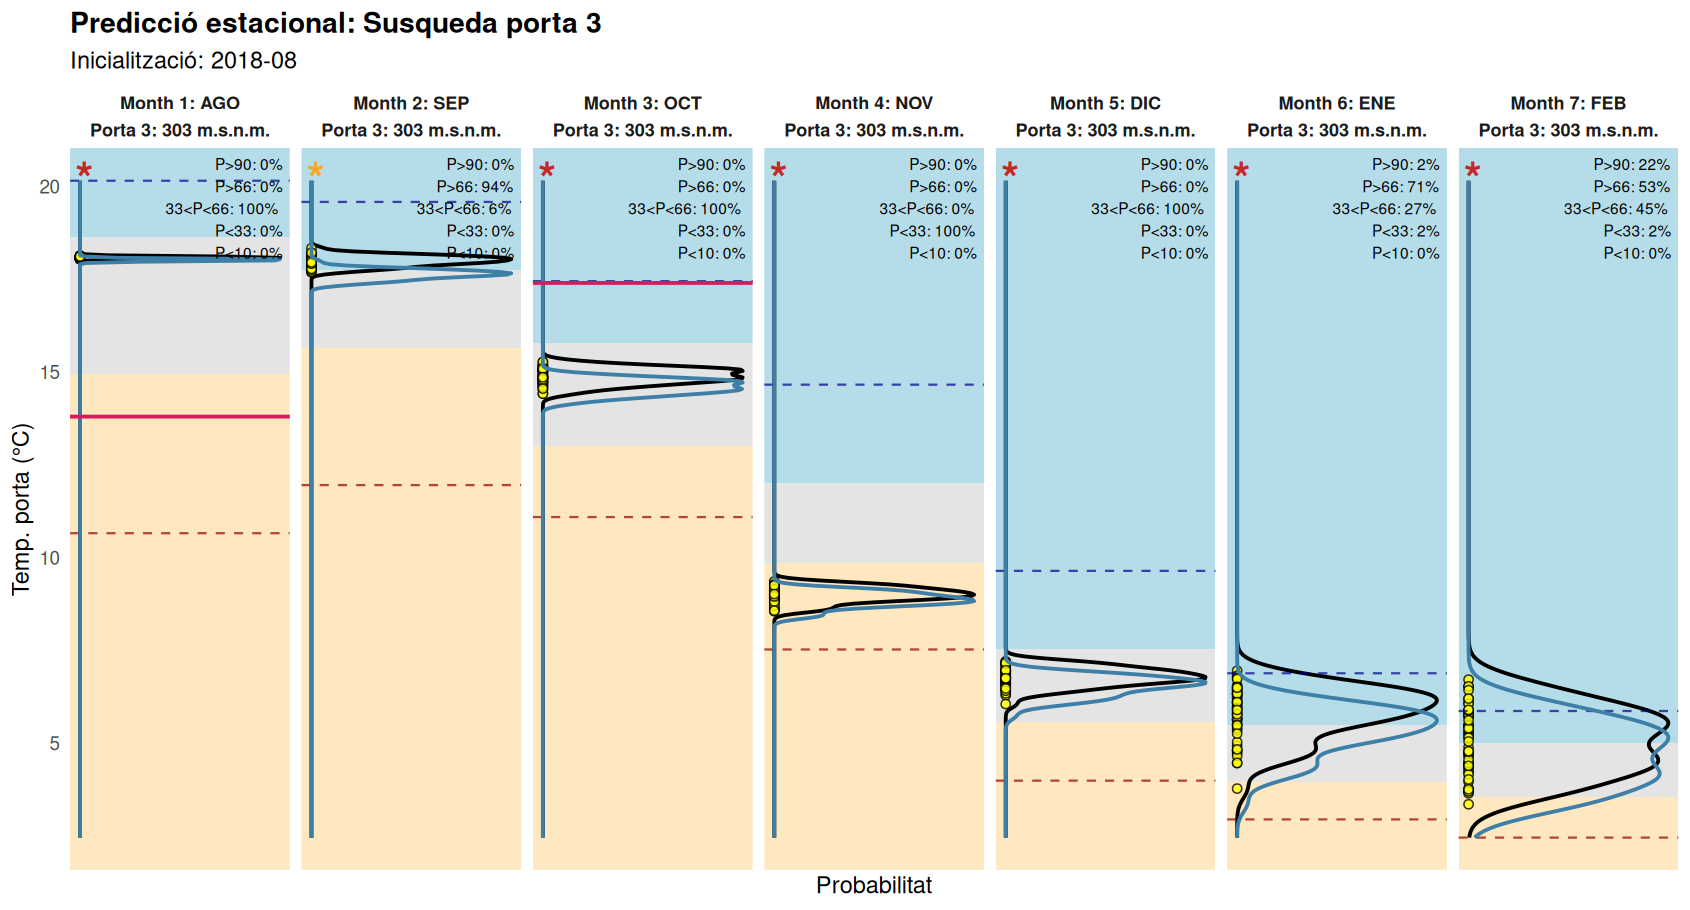 Predicció estacional: Susqueda porta 3
Inicialització: 2018-08
Month 1: AGO
Porta 3: 303 m.s.n.m.
Month 2: SEP
Porta 3: 303 m.s.n.m.
Month 3: OCT
Porta 3: 303 m.s.n.m.
Month 4: NOV
Porta 3: 303 m.s.n.m.
Month 5: DIC
Porta 3: 303 m.s.n.m.
Month 6: ENE
Porta 3: 303 m.s.n.m.
Month 7: FEB
Porta 3: 303 m.s.n.m.
*
P>90: 0%
P>66: 0%
33<P<66: 100%
P<33: 0%
P<10: 0%
*
P>90: 0%
P>66: 94%
33<P<66: 6%
P<33: 0%
P<10: 0%
*
P>90: 0%
P>66: 0%
33<P<66: 100%
P<33: 0%
P<10: 0%
*
P>90: 0%
P>66: 0%
33<P<66: 0%
P<33: 100%
P<10: 0%
*
P>90: 0%
P>66: 0%
33<P<66: 100%
P<33: 0%
P<10: 0%
*
P>90: 2%
P>66: 71%
33<P<66: 27%
P<33: 2%
P<10: 0%
*
P>90: 22%
P>66: 53%
33<P<66: 45%
P<33: 2%
P<10: 0%
20
15
10
5
Temp. porta (°C)
Probabilitat